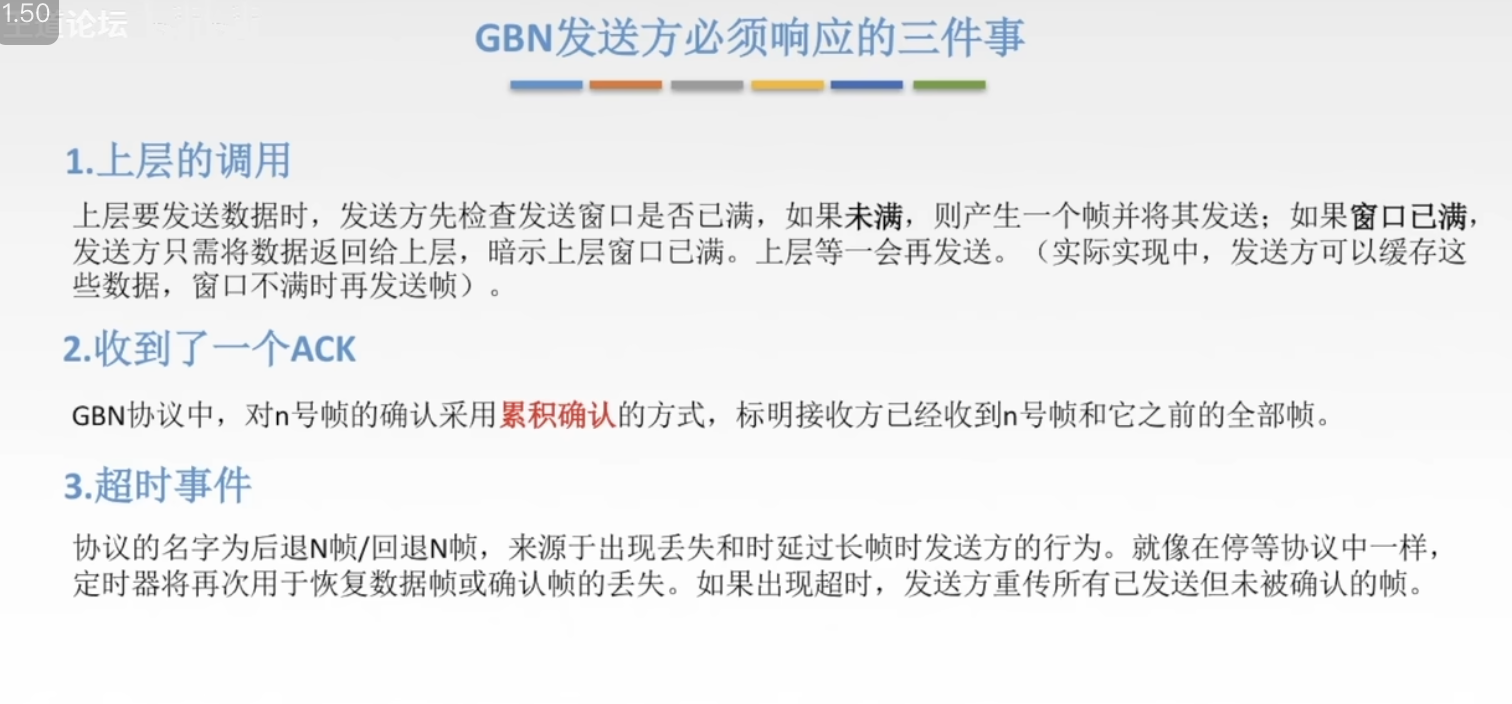 1.50
王道论坛
GBN发送方必须响应的三件事
1.上层的调用
上层要发送数据时，发送方先检查发送窗口是否已满，如果未满，则产生一个帧并将其发送；如果窗口已满，
发送方只需将数据返回给上层，暗示上层窗口已满。上层等一会再发送。（实际实现中，发送方可以缓存这
些数据，窗口不满时再发送帧）。
2.收到了一个ACK
GBN协议中，对n号帧的确认采用累积确认的方式，标明接收方已经收到n号帧和它之前的全部帧。
3.超时事件
协议的名字为后退N帧/回退N帧，来源于出现丢失和时延过长帧时发送方的行为。就像在停等协议中一样，
定时器将再次用于恢复数据帧或确认帧的丢失。如果出现超时，发送方重传所有已发送但未被确认的帧。